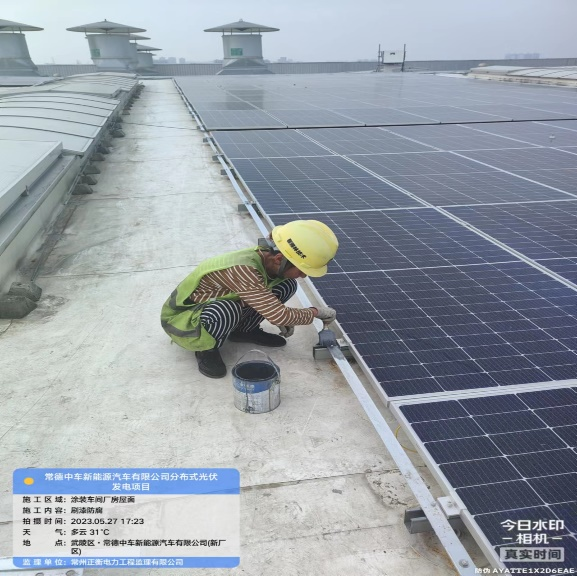 常德中车新能源汽车有限公司分布式光伏
发电项目
施工区域：涂装车间厂房屋面
施工内容：刷漆防腐
拍摄时间：2023.05.27 17:23
天气：多云 31℃
地点：武陵区·常德中车新能源汽车有限公司(新厂
区)
监理单位：常州正衡电力工程监理有限公司
今日水印
相机
真实时间
防伪 AYATTE1X2D6EAE